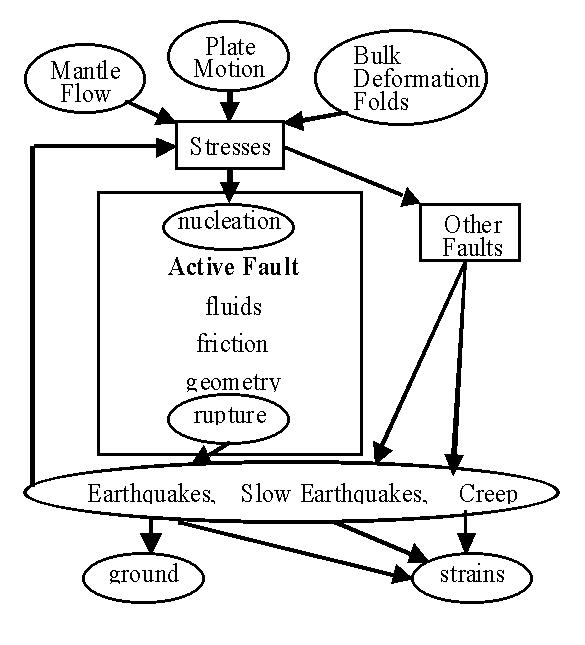 Plate
Motion
Mantle
Flow
Bulk
Deformation
Folds
Stresses
nucleation
Other
Faults
Active Fault
fluids
friction
geometry
rupture
Earthquakes, Slow Earthquakes, Creep
ground
strains